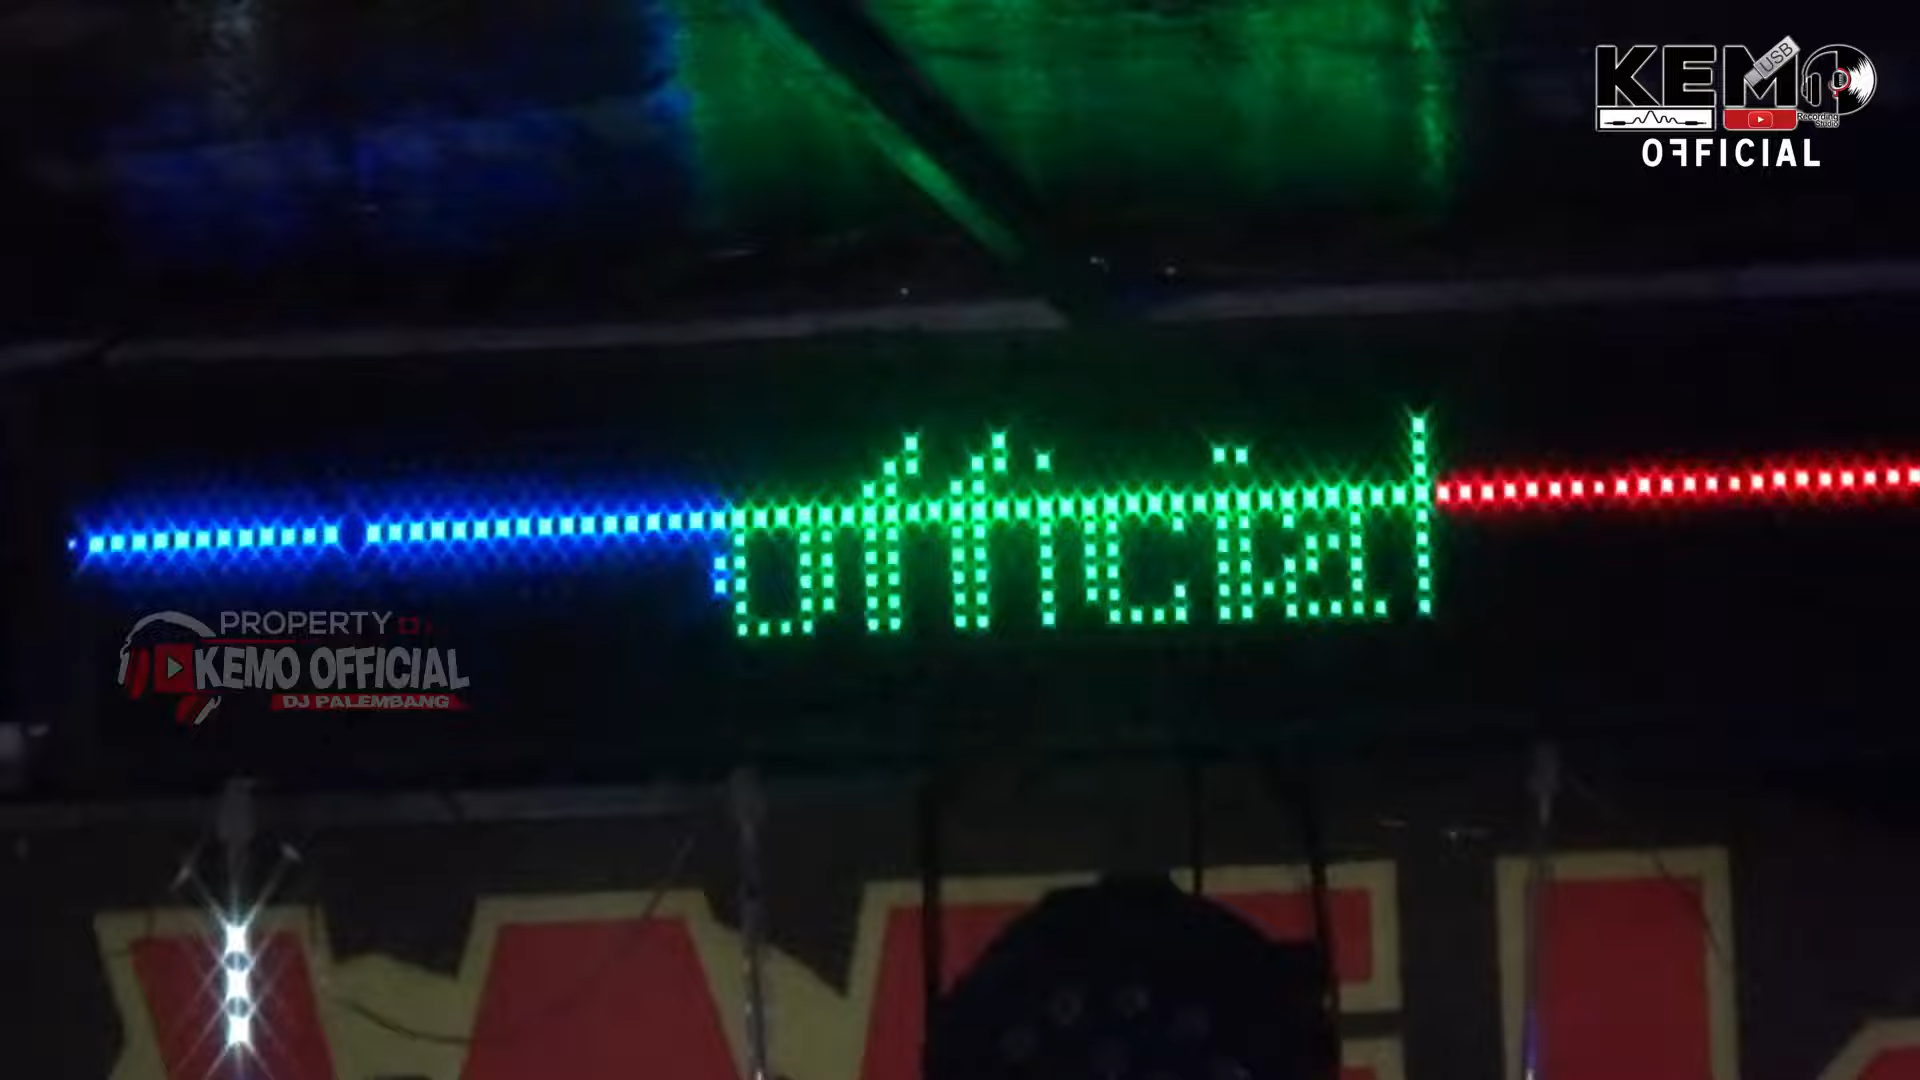 KEMO
USB
Recording
Studio
OFFICIAL
official
PROPERTY
KEMO OFFICIAL
DJ PALEMBANG